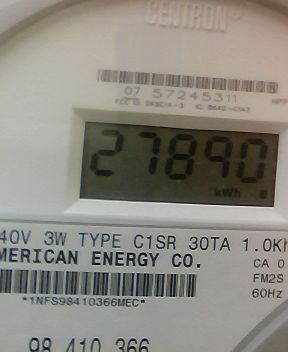 CENTRON®
07 57245311
27890
kWh
40V 3W TYPE C1SR 30TA 1.0Kh
MERICAN ENERGY CO.
CA 0
FM2S
60Hz
*1NFS98410366MEC*
98 410 366